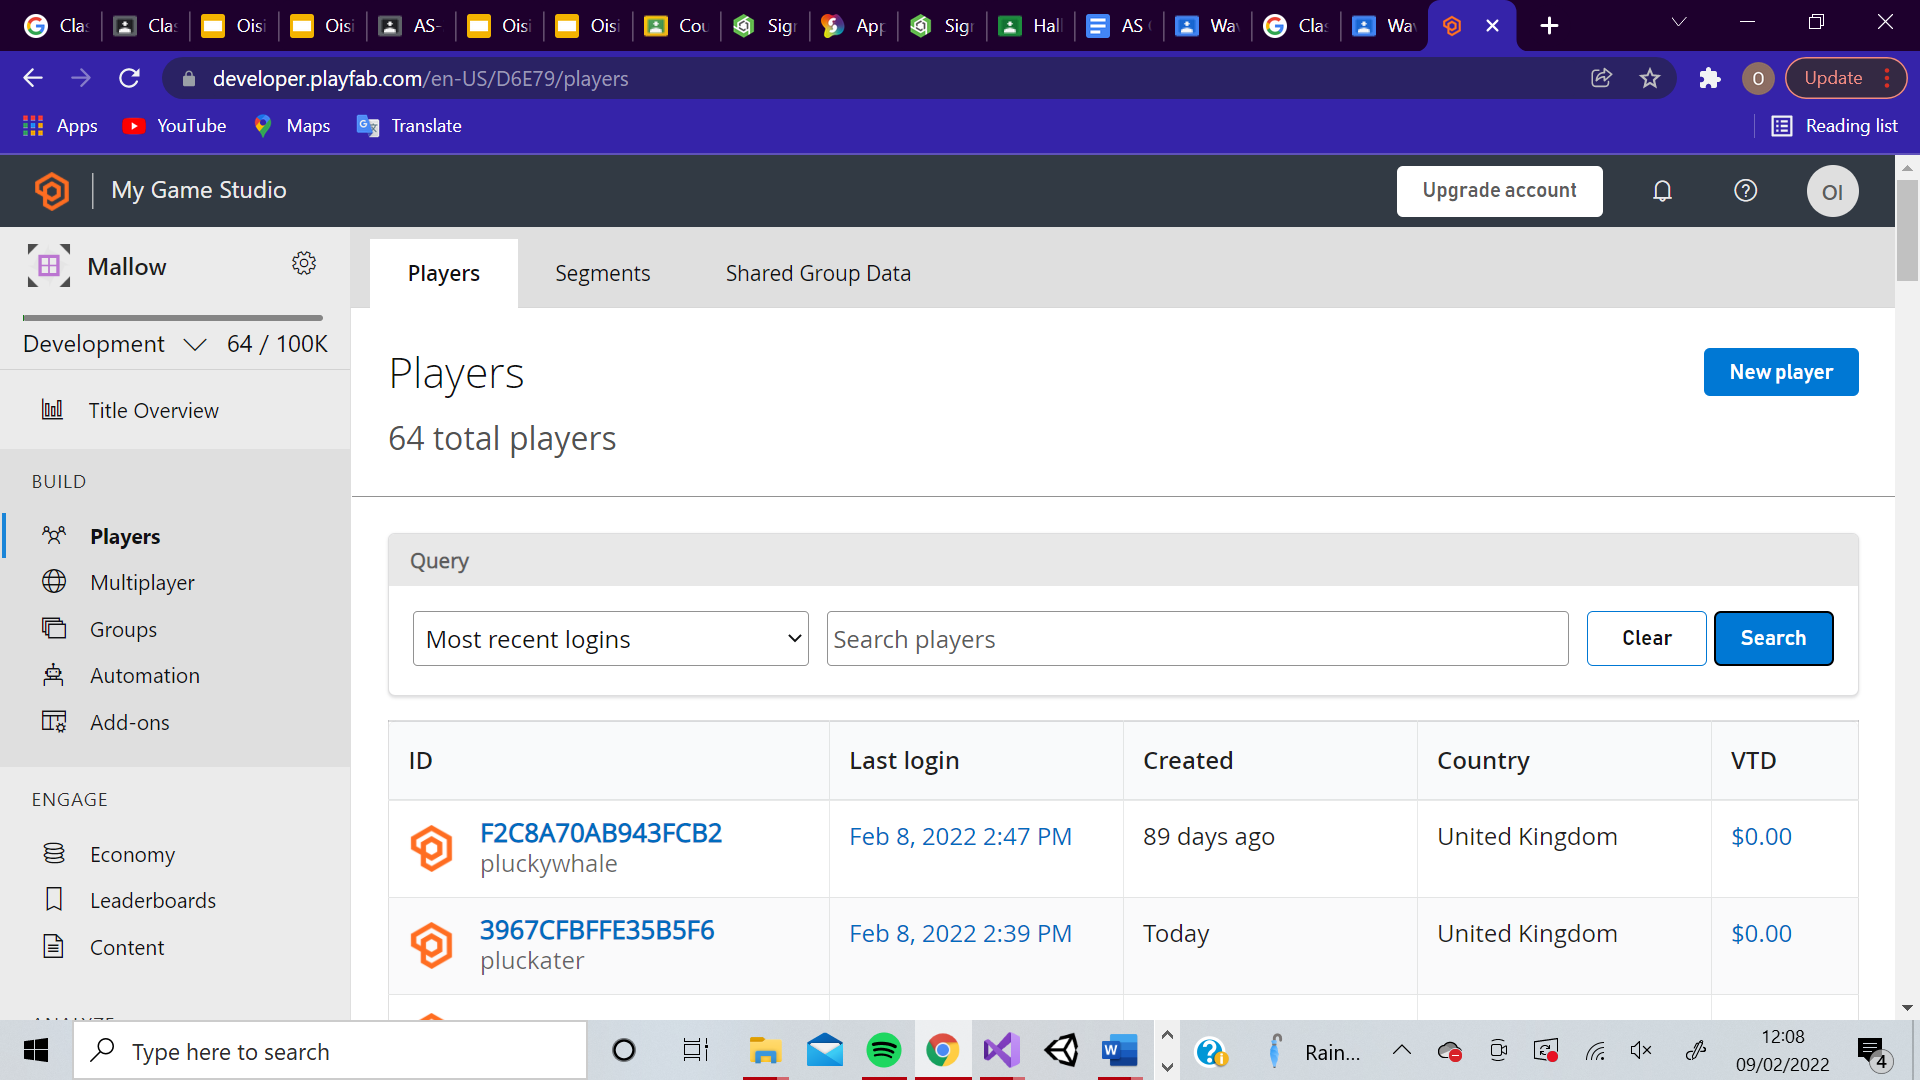 Cla Cla Oisi Oisi AS- Oisi Oisi Cou Sign App Sign Hall AS Wav Cla Wav
developer.playfab.com/en-US/D6E79/players
O Update
Apps YouTube Maps Translate Reading list
My Game Studio Upgrade account OI
Mallow
Players Segments Shared Group Data
Development 64 / 100K
Players New player
Title Overview
64 total players
BUILD
Players
Multiplayer
Groups
Automation
Add-ons
ENGAGE
Economy
Leaderboards
Content
Query
Most recent logins Search players Clear Search
ID Last login Created Country VTD
F2C8A70AB943FCB2 Feb 8, 2022 2:47 PM 89 days ago United Kingdom $0.00
pluckywhale
3967CFBFFE35B5F6 Feb 8, 2022 2:39 PM Today United Kingdom $0.00
pluckater
Type here to search Rain... 12:08
09/02/2022 4